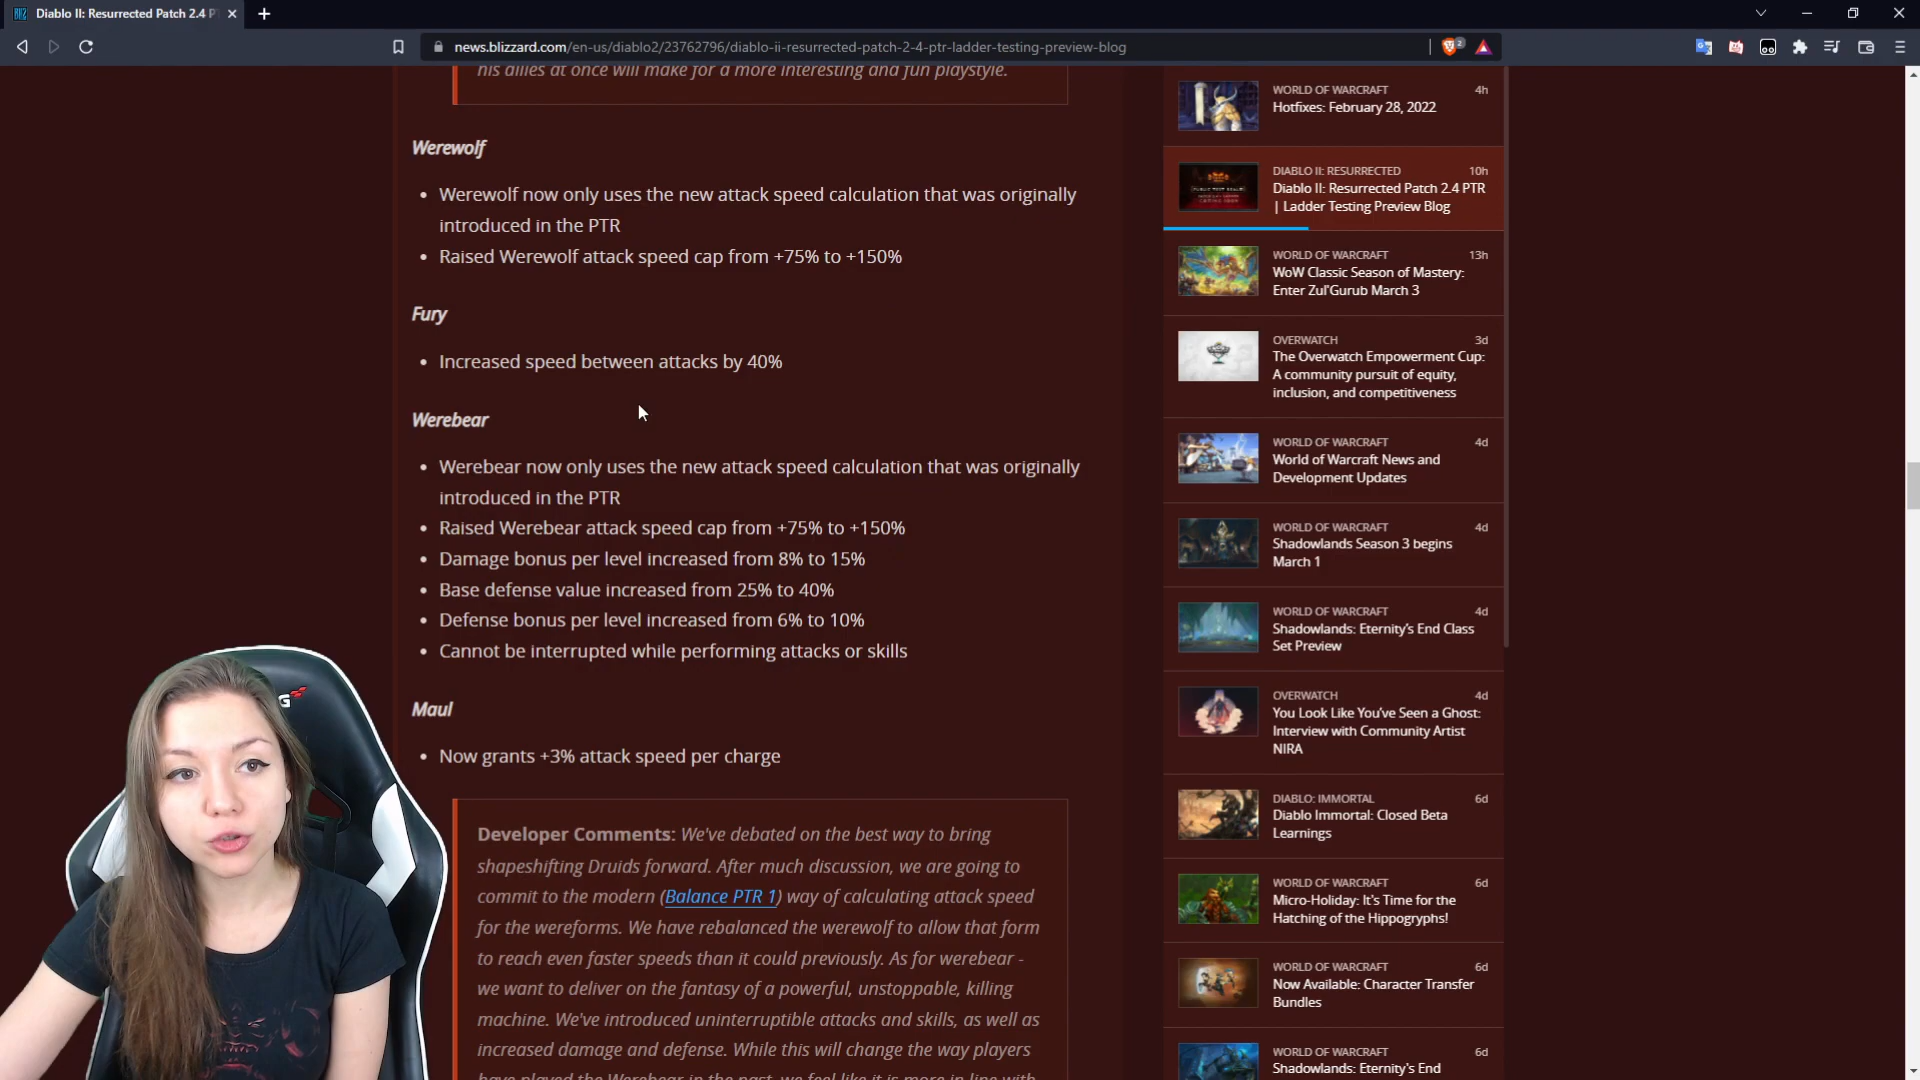 Diablo II: Resurrected Patch 2.4 P
news.blizzard.com/en-us/diablo2/23762796/diablo-ii-resurrected-patch-2-4-ptr-ladder-testing-preview-blog
2
his allies at once will make for a more interesting and fun playstyle.
Werewolf
• Werewolf now only uses the new attack speed calculation that was originally
introduced in the PTR
• Raised Werewolf attack speed cap from +75% to +150%
Fury
• Increased speed between attacks by 40%
Werebear
• Werebear now only uses the new attack speed calculation that was originally
introduced in the PTR
• Raised Werebear attack speed cap from +75% to +150%
• Damage bonus per level increased from 8% to 15%
• Base defense value increased from 25% to 40%
• Defense bonus per level increased from 6% to 10%
• Cannot be interrupted while performing attacks or skills
Maul
• Now grants +3% attack speed per charge
Developer Comments: We've debated on the best way to bring
shapeshifting Druids forward. After much discussion, we are going to
commit to the modern (Balance PTR 1) way of calculating attack speed
for the wereforms. We have rebalanced the werewolf to allow that form
to reach even faster speeds than it could previously. As for werebear -
we want to deliver on the fantasy of a powerful, unstoppable, killing
machine. We've introduced uninterruptible attacks and skills, as well as
increased damage and defense. While this will change the way players
have played the Werebear in the past, we feel like it is more in line with
WORLD OF WARCRAFT 4h
Hotfixes: February 28, 2022
DIABLO II: RESURRECTED 10h
Diablo II: Resurrected Patch 2.4 PTR
| Ladder Testing Preview Blog
WORLD OF WARCRAFT 13h
WoW Classic Season of Mastery:
Enter Zul'Gurub March 3
OVERWATCH 3d
The Overwatch Empowerment Cup:
A community pursuit of equity,
inclusion, and competitiveness
WORLD OF WARCRAFT 4d
World of Warcraft News and
Development Updates
WORLD OF WARCRAFT 4d
Shadowlands Season 3 begins
March 1
WORLD OF WARCRAFT 4d
Shadowlands: Eternity's End Class
Set Preview
OVERWATCH 4d
You Look Like You've Seen a Ghost:
Interview with Community Artist
NIRA
DIABLO: IMMORTAL 6d
Diablo Immortal: Closed Beta
Learnings
WORLD OF WARCRAFT 6d
Micro-Holiday: It's Time for the
Hatching of the Hippogryphs!
WORLD OF WARCRAFT 6d
Now Available: Character Transfer
Bundles
WORLD OF WARCRAFT 6d
Shadowlands: Eternity's End